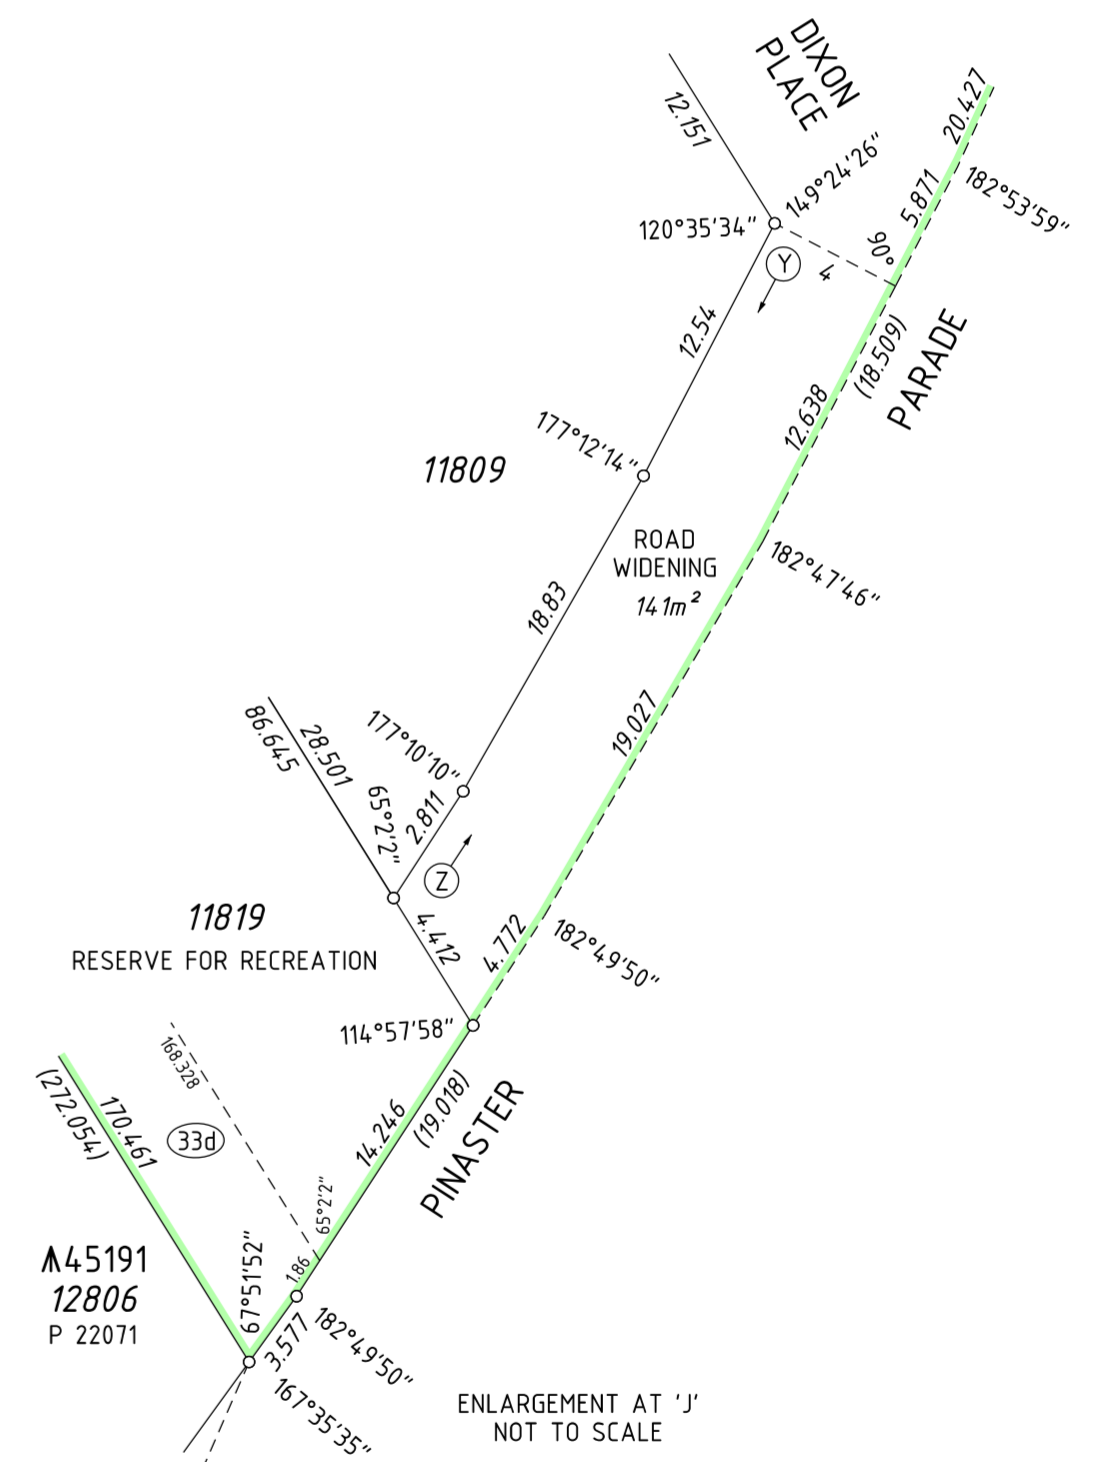 DIXON
PLACE
20.427
12.151
149°24'26"
182°53'59"
5.871
120°35'34"
90°
Y
4
12.54
(18.509)
PARADE
12.638
177°12'14"
11809
ROAD
WIDENING
141m²
182°47'46"
18.83
19.027
86.645
28.501
177°10'10"
65°2'2"
2.811
Z
11819
RESERVE FOR RECREATION
4.412
4.772
182°49'50"
114°57'58"
168.328
(272.054)
170.461
33d
14.246
(19.018)
PINASTER
65°2'2"
45191
12806
P 22071
67°51'52"
1.86
3.577
182°49'50"
167°35'35"
ENLARGEMENT AT 'J'
NOT TO SCALE